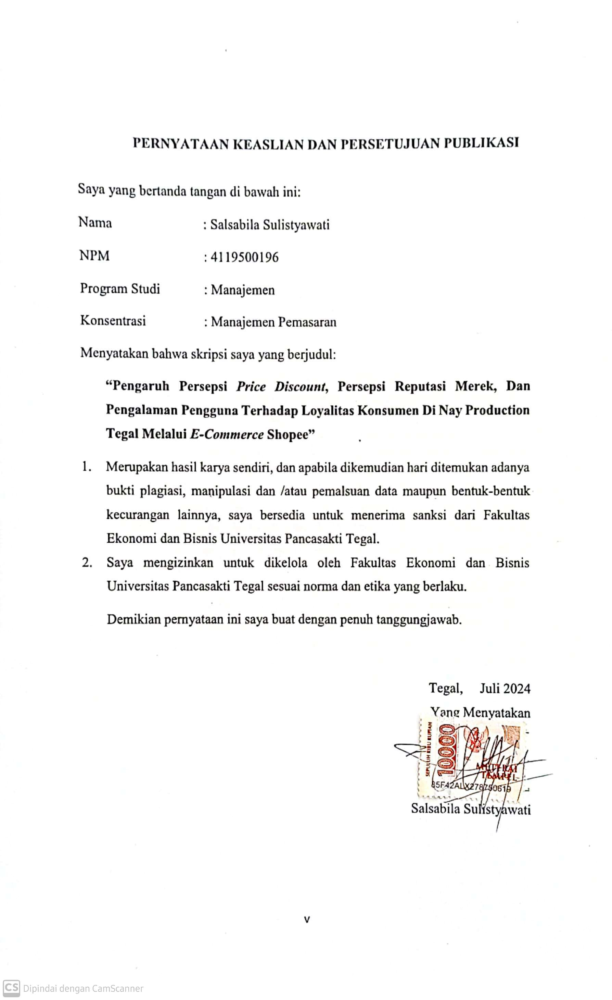 PERNYATAAN KEASLIAN DAN PERSETUJUAN PUBLIKASI
Saya yang bertanda tangan di bawah ini:
Nama : Salsabila Sulistyawati
NPM : 4119500196
Program Studi : Manajemen
Konsentrasi : Manajemen Pemasaran
Menyatakan bahwa skripsi saya yang berjudul:
“Pengaruh Persepsi Price Discount, Persepsi Reputasi Merek, Dan
Pengalaman Pengguna Terhadap Loyalitas Konsumen Di Nay Production
Tegal Melalui E-Commerce Shopee”
1. Merupakan hasil karya sendiri, dan apabila dikemudian hari ditemukan adanya
bukti plagiasi, manipulasi dan /atau pemalsuan data maupun bentuk-bentuk
kecurangan lainnya, saya bersedia untuk menerima sanksi dari Fakultas
Ekonomi dan Bisnis Universitas Pancasakti Tegal.
2. Saya mengizinkan untuk dikelola oleh Fakultas Ekonomi dan Bisnis
Universitas Pancasakti Tegal sesuai norma dan etika yang berlaku.
Demikian pernyataan ini saya buat dengan penuh tanggungjawab.
Tegal, Juli 2024
Yang Menyatakan
SEPULUH RIBU RUPIAH
10000
METERAI
TEMPEL
85F42ALX278750619
Salsabila Sulistyawati
v
CS Dipindai dengan CamScanner